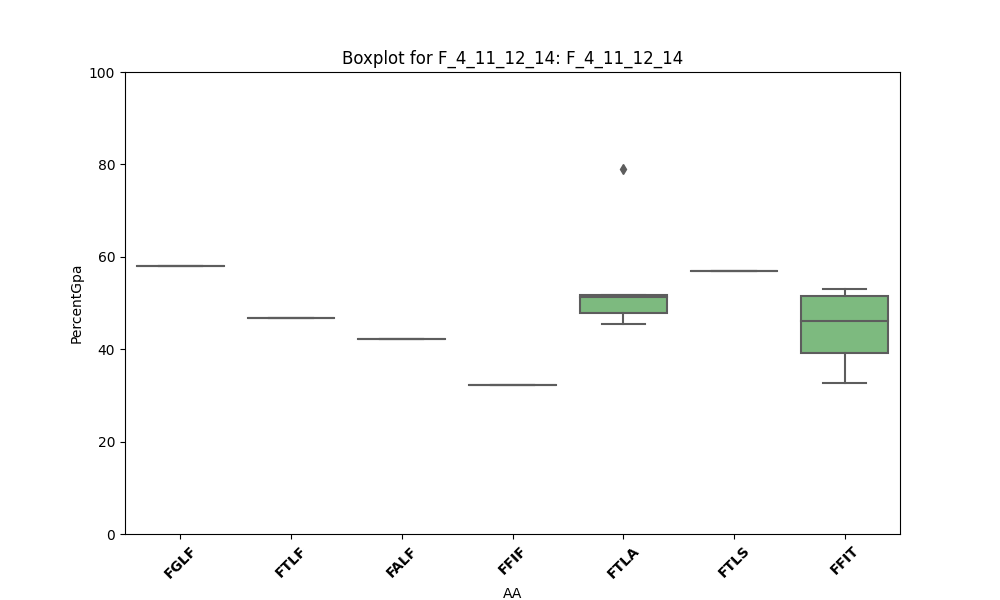 Boxplot for F_4_11_12_14: F_4_11_12_14
100
80
60
40
20
0
PercentGpa
FGLF
FTLF
FALF
FFIF
FTLA
FTLS
FFIT
AA